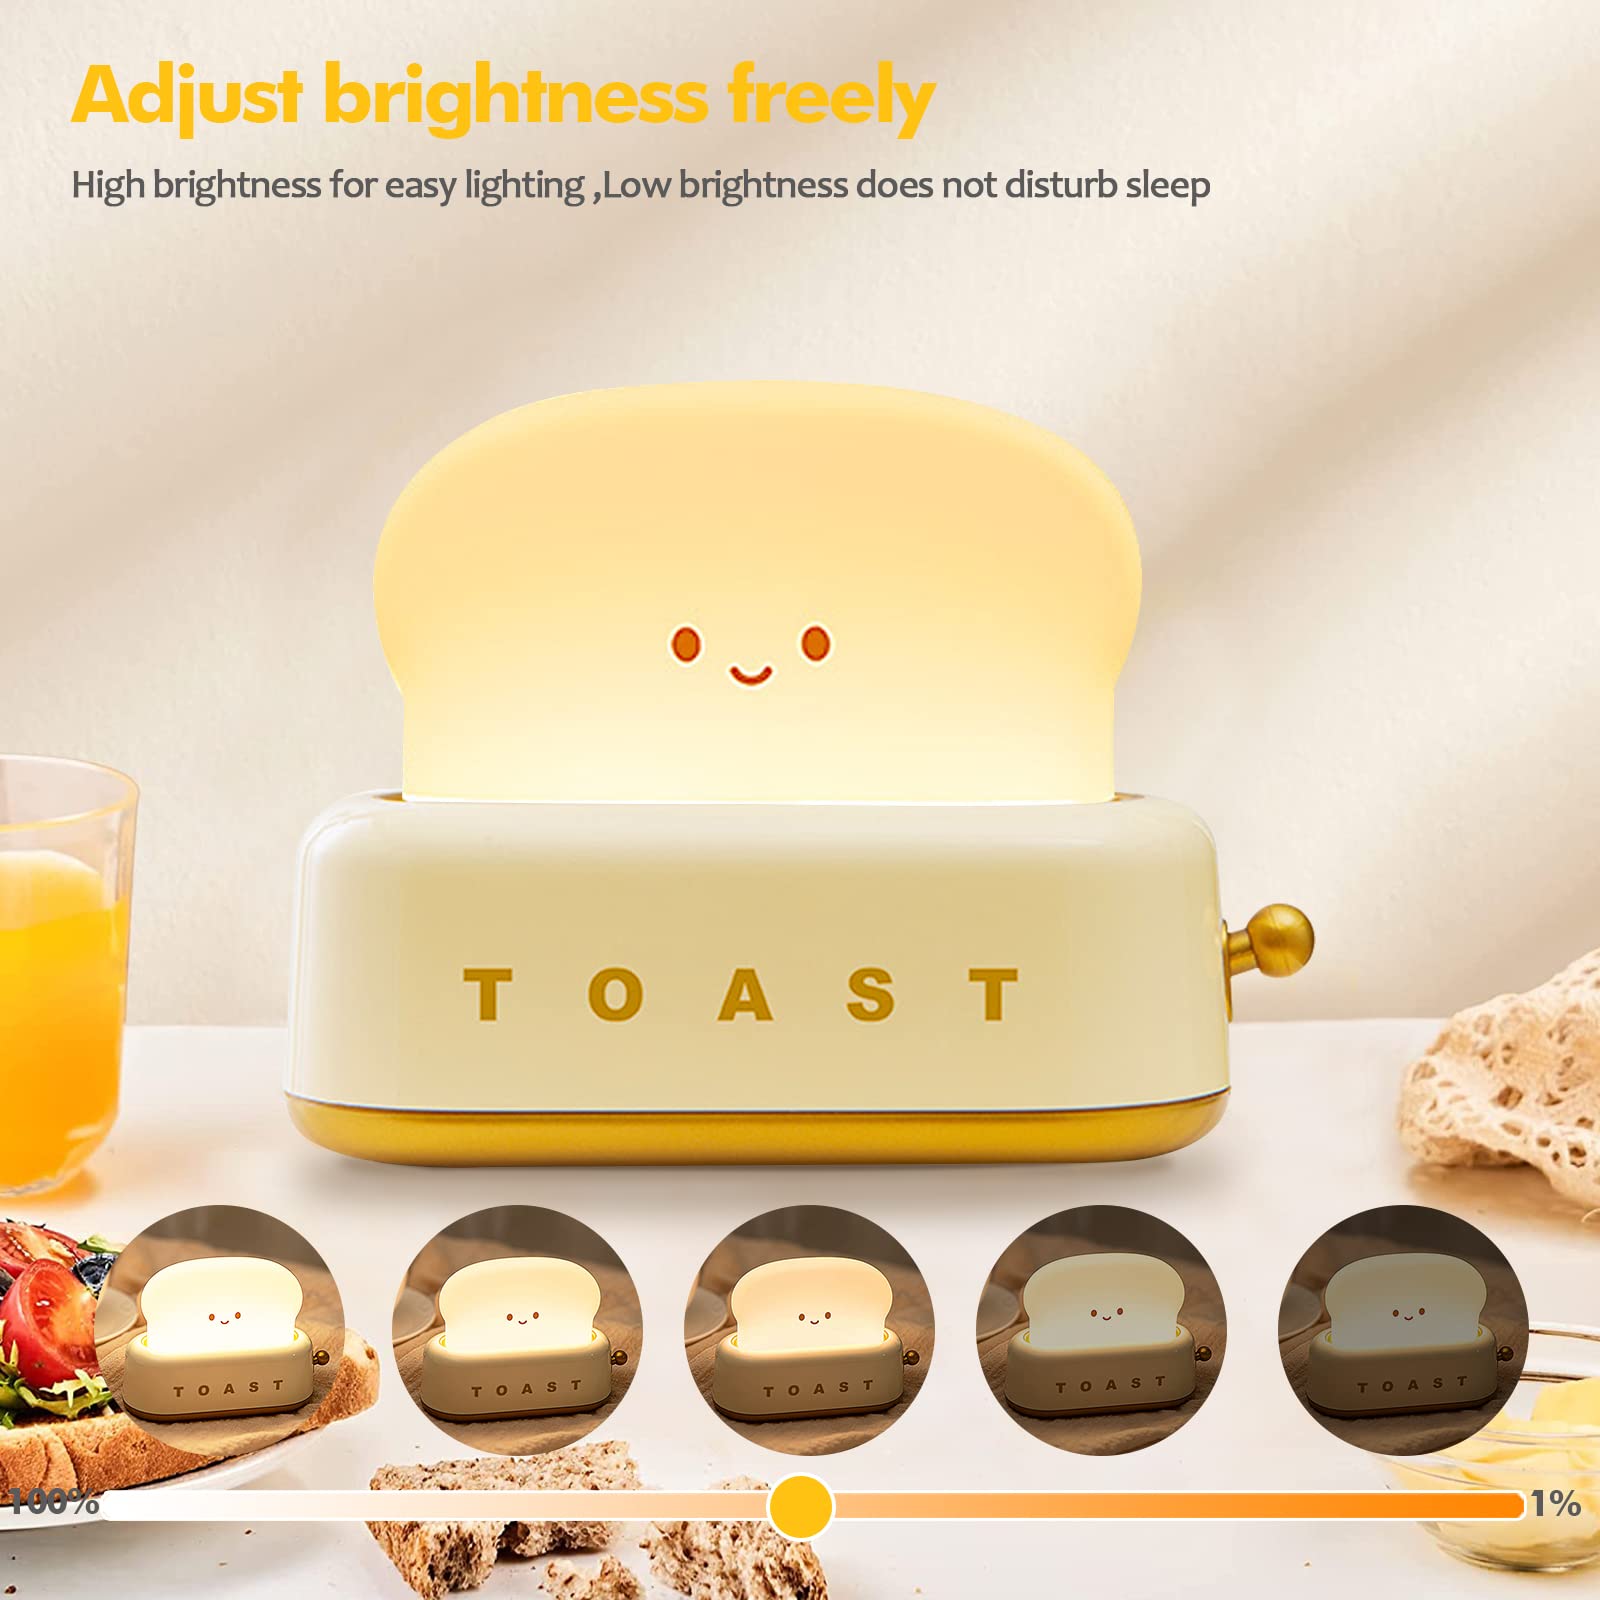 Adjust brightness freely
High brightness for easy lighting ,Low brightness does not disturb sleep
TOAST
TOAST
TOAST
TOAST
TOAST
TOAST
100%
1%